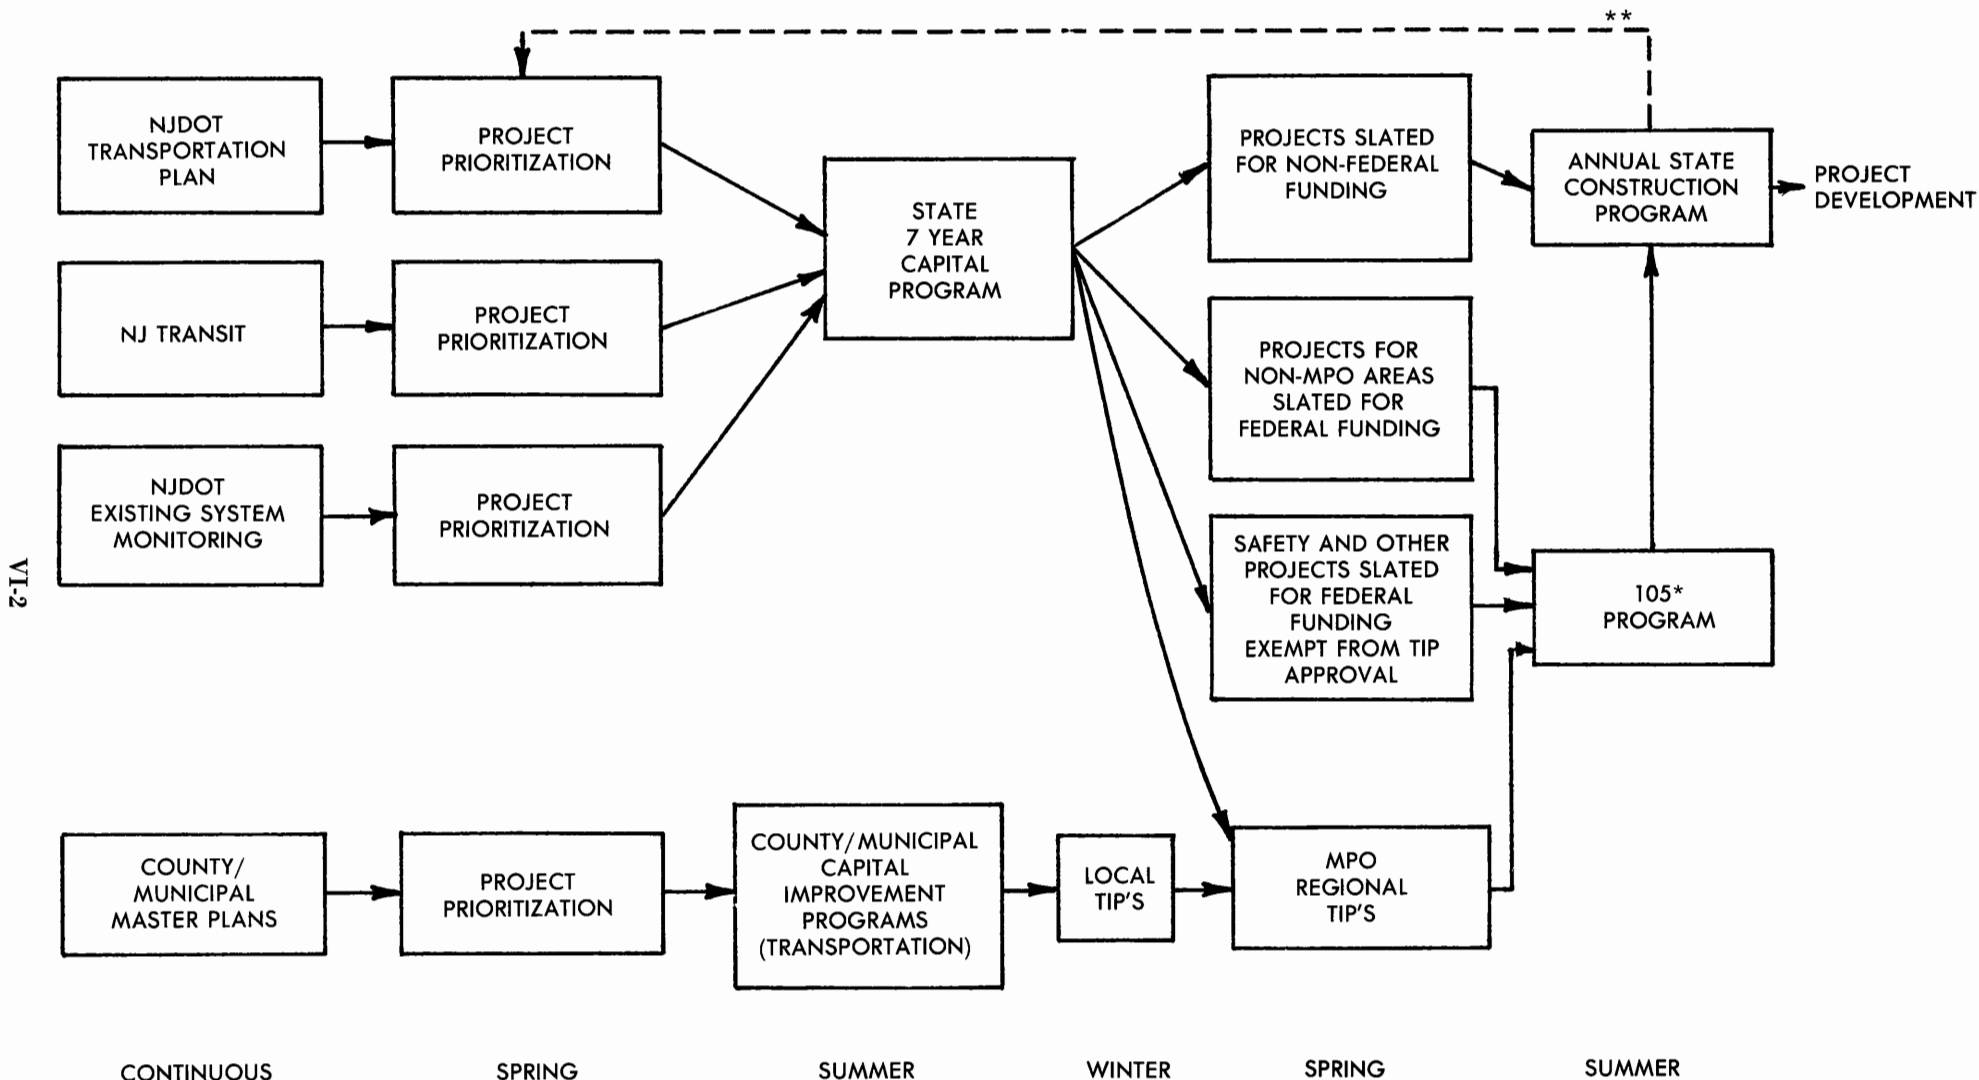 **
NJDOT
TRANSPORTATION
PLAN
PROJECT
PRIORITIZATION
STATE
7 YEAR
CAPITAL
PROGRAM
PROJECTS SLATED
FOR NON-FEDERAL
FUNDING
ANNUAL STATE
CONSTRUCTION
PROGRAM
PROJECT
DEVELOPMENT
NJ TRANSIT
PROJECT
PRIORITIZATION
PROJECTS FOR
NON-MPO AREAS
SLATED FOR
FEDERAL FUNDING
NJDOT
EXISTING SYSTEM
MONITORING
PROJECT
PRIORITIZATION
SAFETY AND OTHER
PROJECTS SLATED
FOR FEDERAL
FUNDING
EXEMPT FROM TIP
APPROVAL
105*
PROGRAM
VI-2
COUNTY/
MUNICIPAL
MASTER PLANS
PROJECT
PRIORITIZATION
COUNTY/MUNICIPAL
CAPITAL
IMPROVEMENT
PROGRAMS
(TRANSPORTATION)
LOCAL
TIP'S
MPO
REGIONAL
TIP'S
CONTINUOUS
SPRING
SUMMER
WINTER
SPRING
SUMMER